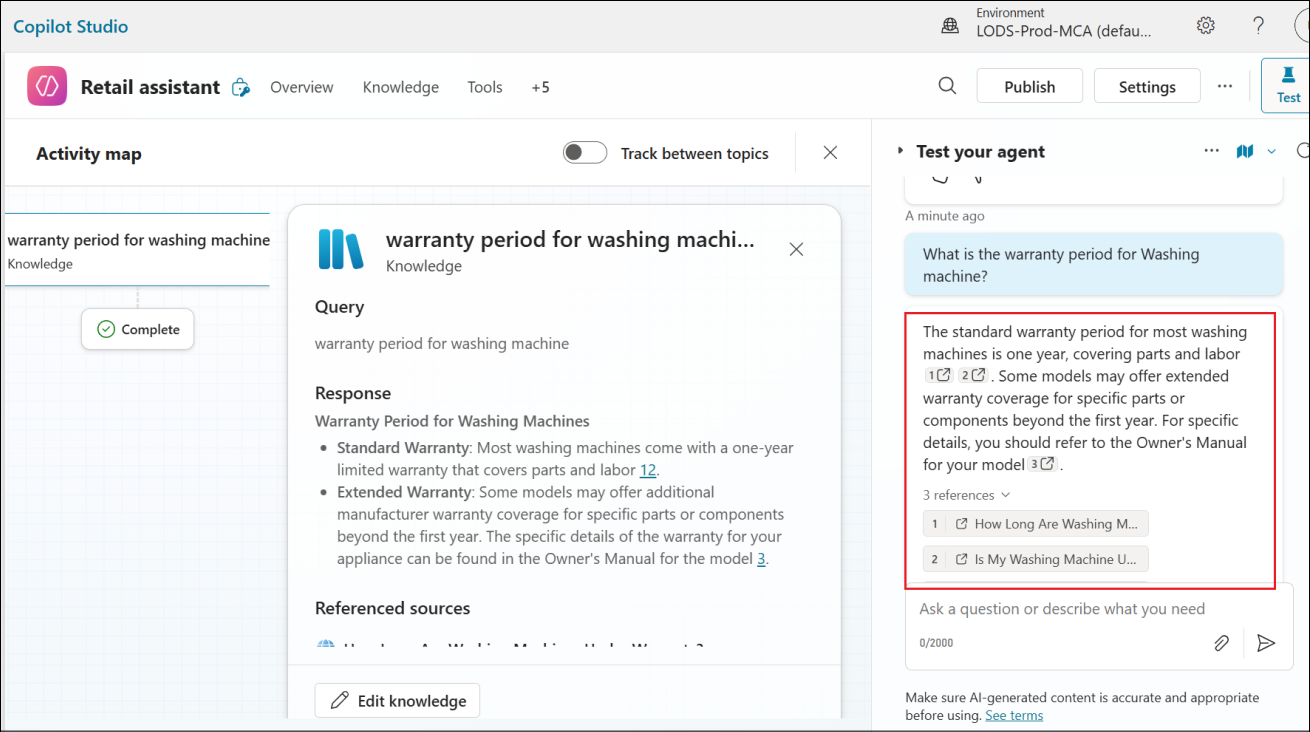 Copilot Studio
Environment
LODS-Prod-MCA (defau...
Retail assistant
Overview
Knowledge
Tools
+5
Publish
Settings
Test
Activity map
Track between topics
warranty period for washing machine
Knowledge
Complete
warranty period for washing machi...
Knowledge
Query
warranty period for washing machine
Response
Warranty Period for Washing Machines
Standard Warranty: Most washing machines come with a one-year
limited warranty that covers parts and labor 12.
Extended Warranty: Some models may offer additional
manufacturer warranty coverage for specific parts or components
beyond the first year. The specific details of the warranty for your
appliance can be found in the Owner's Manual for the model 3.
Referenced sources
Edit knowledge
Test your agent
A minute ago
What is the warranty period for Washing
machine?
The standard warranty period for most washing
machines is one year, covering parts and labor
1 2 . Some models may offer extended
warranty coverage for specific parts or
components beyond the first year. For specific
details, you should refer to the Owner's Manual
for your model 3 .
3 references
1 How Long Are Washing M...
2 Is My Washing Machine U...
Ask a question or describe what you need
0/2000
Make sure AI-generated content is accurate and appropriate
before using. See terms